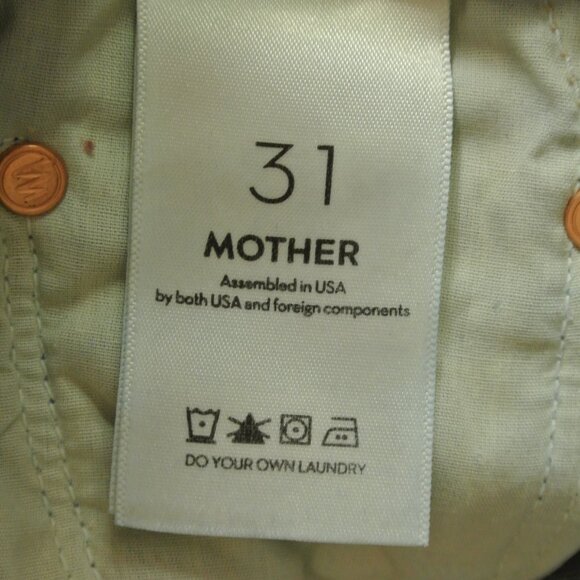 31
MOTHER
Assembled in USA
by both USA and foreign components
DO YOUR OWN LAUNDRY
M